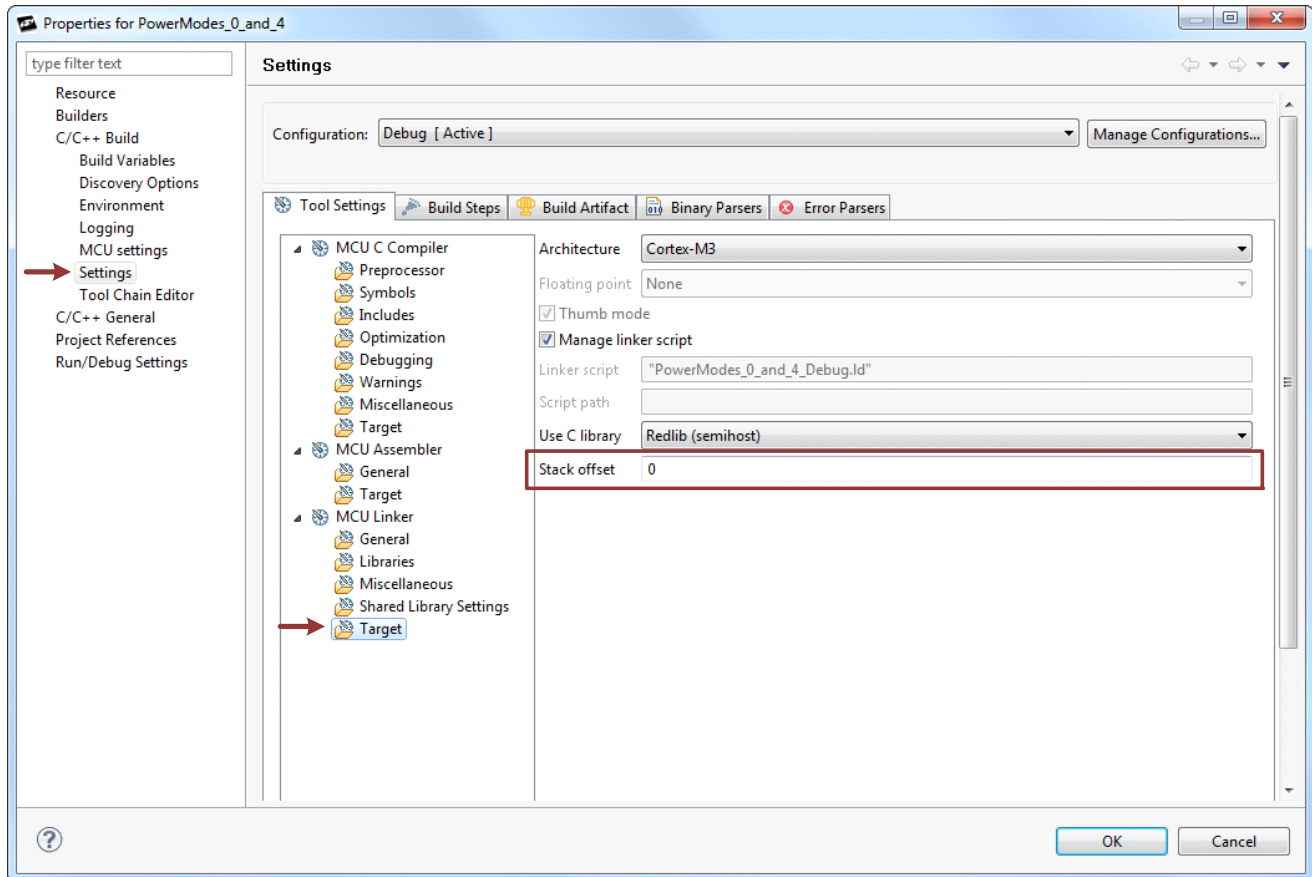 Properties for PowerModes_0_and_4
type filter text
Resource
Builders
C/C++ Build
Build Variables
Discovery Options
Environment
Logging
MCU settings
Settings
Tool Chain Editor
C/C++ General
Project References
Run/Debug Settings
Settings
Configuration: Debug [ Active ] Manage Configurations...
Tool Settings Build Steps Build Artifact Binary Parsers Error Parsers
MCU C Compiler
Preprocessor
Symbols
Includes
Optimization
Debugging
Warnings
Miscellaneous
Target
MCU Assembler
General
Target
MCU Linker
General
Libraries
Miscellaneous
Shared Library Settings
Target
Architecture Cortex-M3
Floating point None
Thumb mode
Manage linker script
Linker script "PowerModes_0_and_4_Debug.ld"
Script path
Use C library Redlib (semihost)
Stack offset 0
OK Cancel